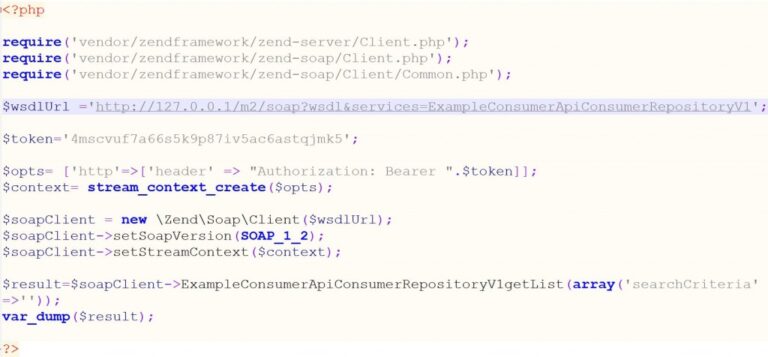 <?php
require('vendor/zendframework/zend-server/Client.php');
require('vendor/zendframework/zend-soap/Client.php');
require('vendor/zendframework/zend-soap/Client/Common.php');
$wsdlUrl ='http://127.0.0.1/m2/soap?wsdl&services=ExampleConsumerApiConsumerRepositoryV1';
$token='4mscvuf7a66s5k9p87iv5ac6astqjmk5';
$opts= ['http'=>['header' => "Authorization: Bearer ".$token]];
$context= stream_context_create($opts);
$soapClient = new \Zend\Soap\Client($wsdlUrl);
$soapClient->setSoapVersion(SOAP_1_2);
$soapClient->setStreamContext($context);
$result=$soapClient->ExampleConsumerApiConsumerRepositoryV1getList(array('searchCriteria'
=>''));
var_dump($result);
?>